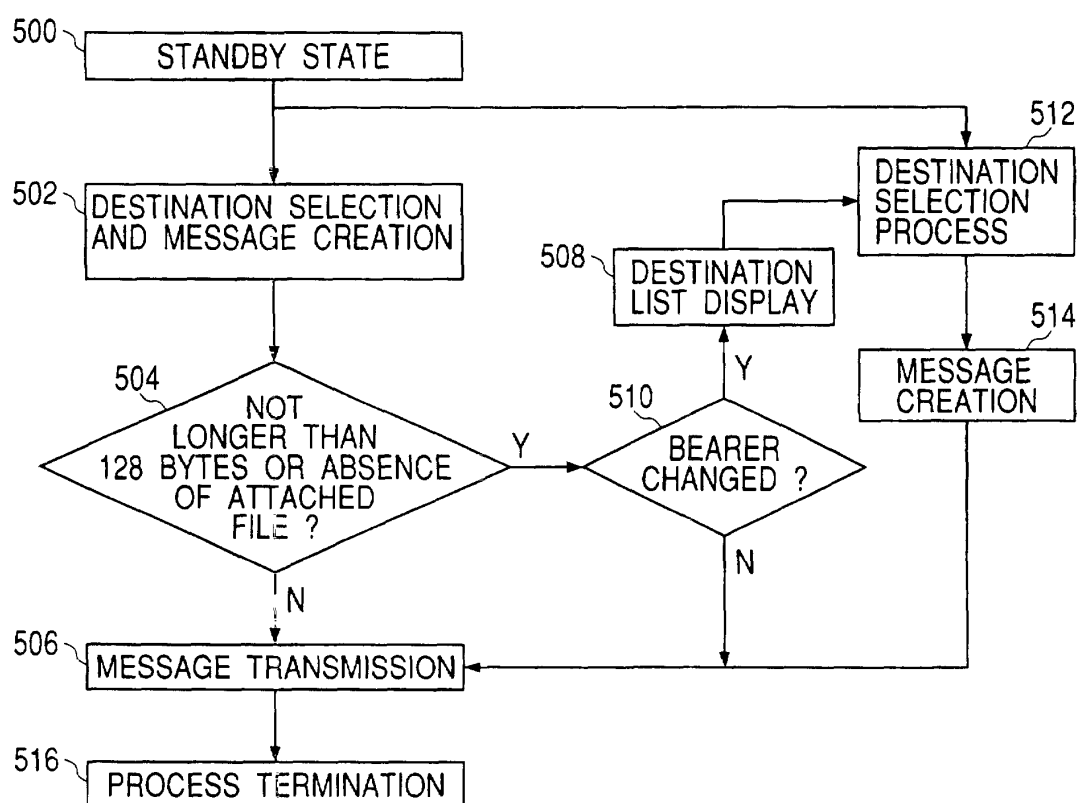 500
STANDBY STATE
512
DESTINATION
SELECTION
PROCESS
502
DESTINATION SELECTION
AND MESSAGE CREATION
508
DESTINATION
LIST DISPLAY
514
MESSAGE
CREATION
504
NOT
LONGER THAN
128 BYTES OR ABSENCE
OF ATTACHED
FILE ?
Y
510
BEARER
CHANGED ?
Y
N
N
506
MESSAGE TRANSMISSION
516
PROCESS TERMINATION